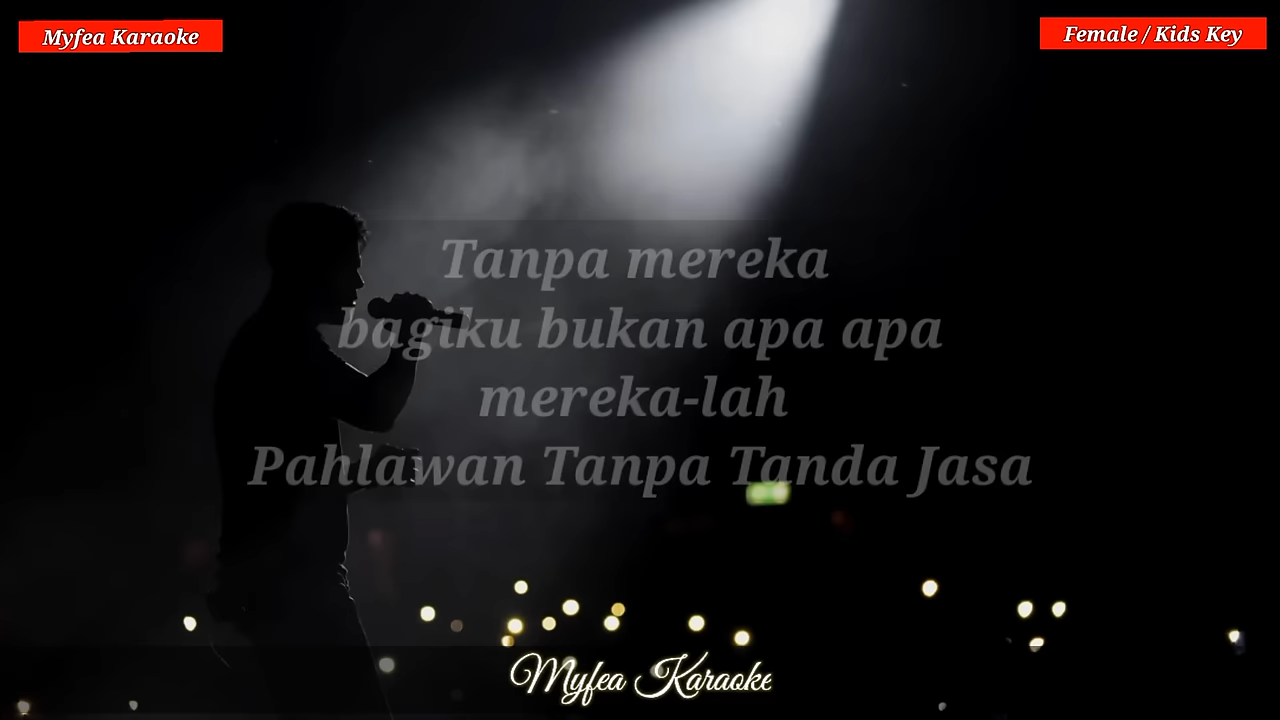 Myfea Karaoke
Female / Kids Key
Tanpa mereka
bagiku bukan apa apa
mereka-lah
Pahlawan Tanpa Tanda Jasa
Myfea Karaoke